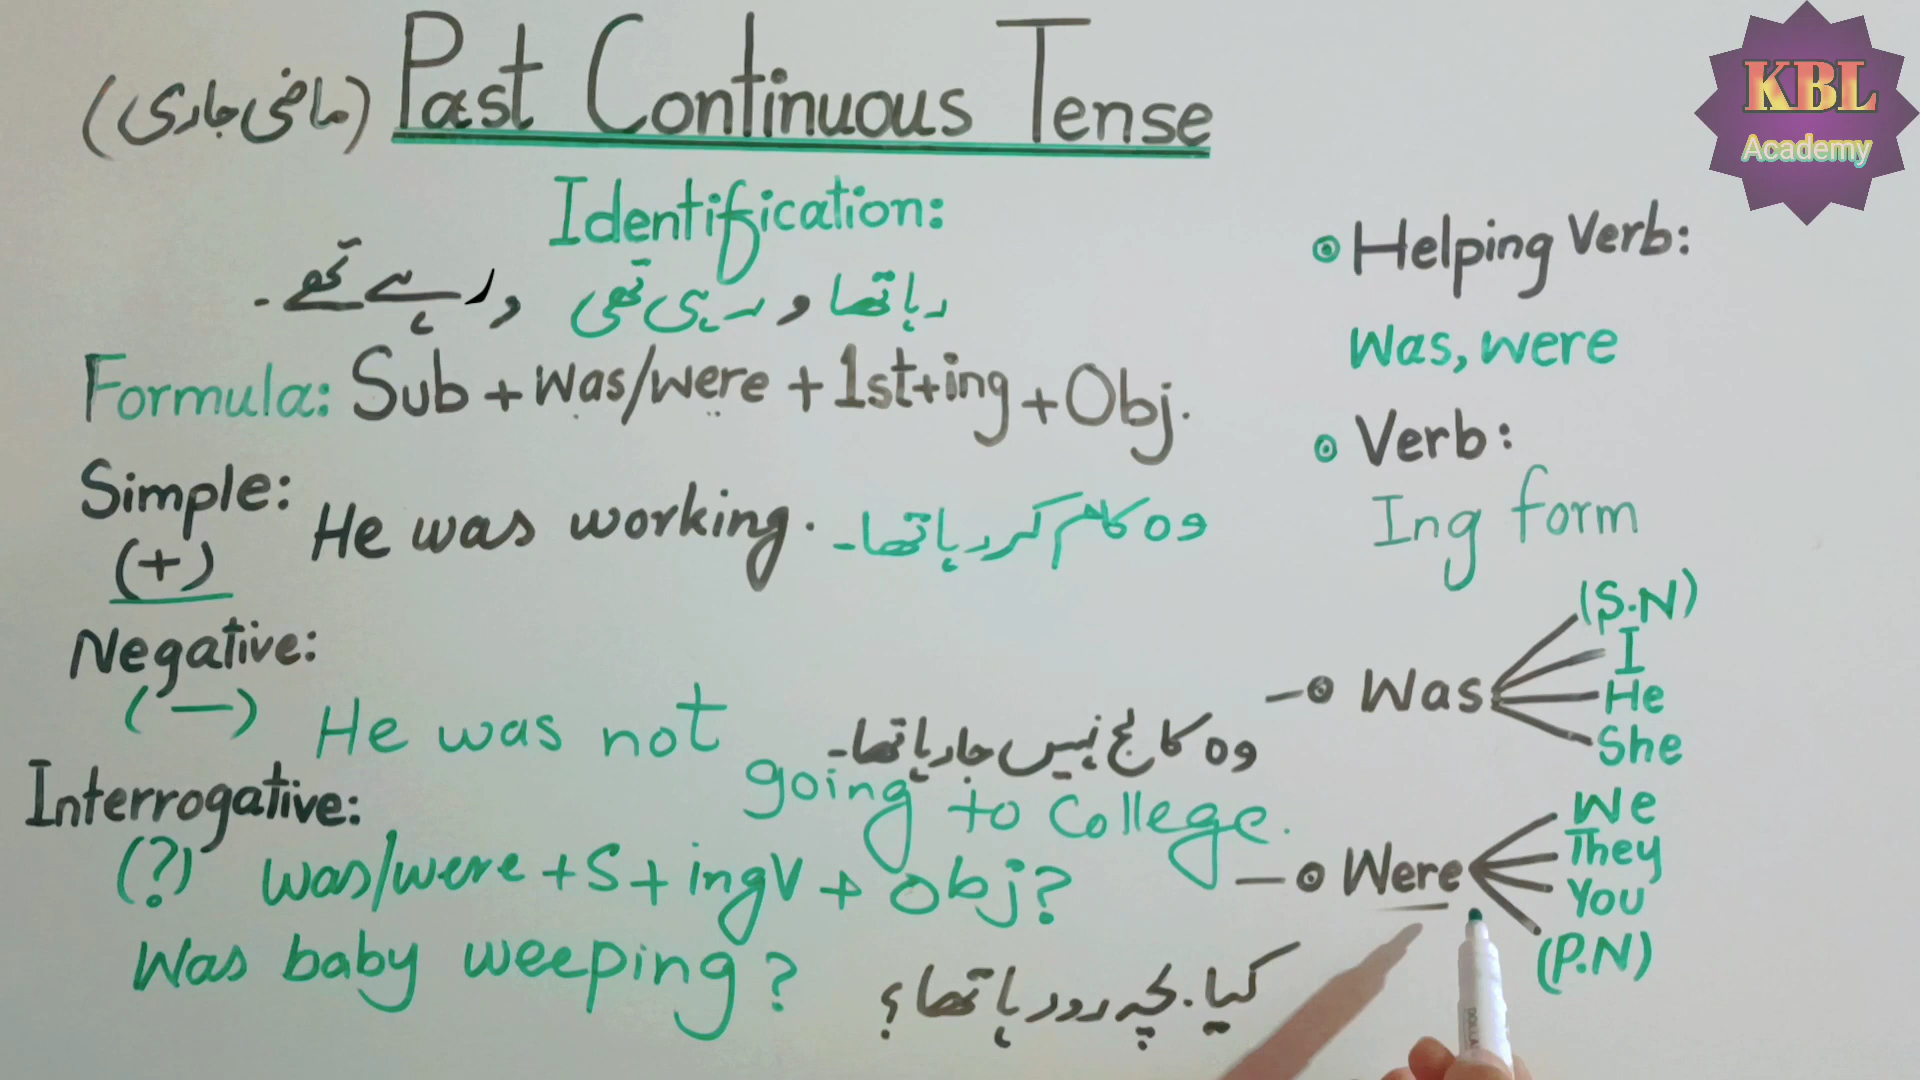 Past Continuous Tense (ماضی جاری)
KBL
Academy
Identification:
رہا تھا و رہی تھی و رہے تھے۔
Formula: Sub + was/were + 1st+ing + Obj.
Simple: He was working. وہ کام کر رہا تھا۔
(+)
Negative:
(—) He was not going to College.
وہ کالج نہیں جا رہا تھا۔
Interrogative:
(?) was/were + S + ingV + Obj?
Was baby weeping? کیا بچہ رو رہا تھا؟
Helping Verb:
Was, were
Verb:
Ing form
Was
(S.N)
I
He
She
Were
We
They
You
(P.N)